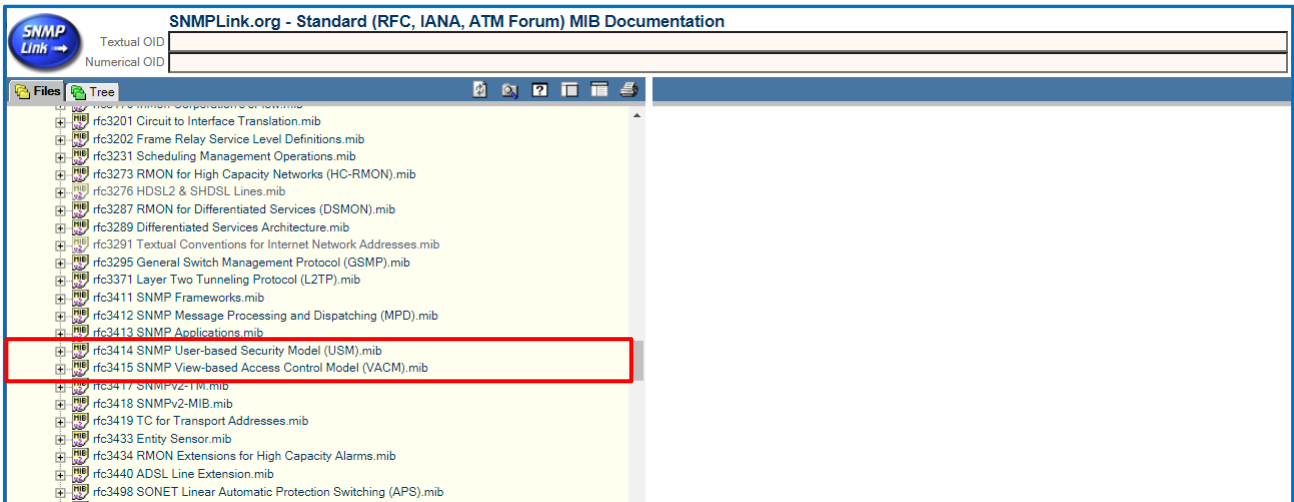 SNMP
Link
SNMPLink.org - Standard (RFC, IANA, ATM Forum) MIB Documentation
Textual OID
Numerical OID
Files Tree
rfc3201 Circuit to Interface Translation.mib
rfc3202 Frame Relay Service Level Definitions.mib
rfc3231 Scheduling Management Operations.mib
rfc3273 RMON for High Capacity Networks (HC-RMON).mib
rfc3276 HDSL2 & SHDSL Lines.mib
rfc3287 RMON for Differentiated Services (DSMON).mib
rfc3289 Differentiated Services Architecture.mib
rfc3291 Textual Conventions for Internet Network Addresses.mib
rfc3295 General Switch Management Protocol (GSMP).mib
rfc3371 Layer Two Tunneling Protocol (L2TP).mib
rfc3411 SNMP Frameworks.mib
rfc3412 SNMP Message Processing and Dispatching (MPD).mib
rfc3413 SNMP Applications.mib
rfc3414 SNMP User-based Security Model (USM).mib
rfc3415 SNMP View-based Access Control Model (VACM).mib
rfc3417 SNMPv2-TM.mib
rfc3418 SNMPv2-MIB.mib
rfc3419 TC for Transport Addresses.mib
rfc3433 Entity Sensor.mib
rfc3434 RMON Extensions for High Capacity Alarms.mib
rfc3440 ADSL Line Extension.mib
rfc3498 SONET Linear Automatic Protection Switching (APS).mib